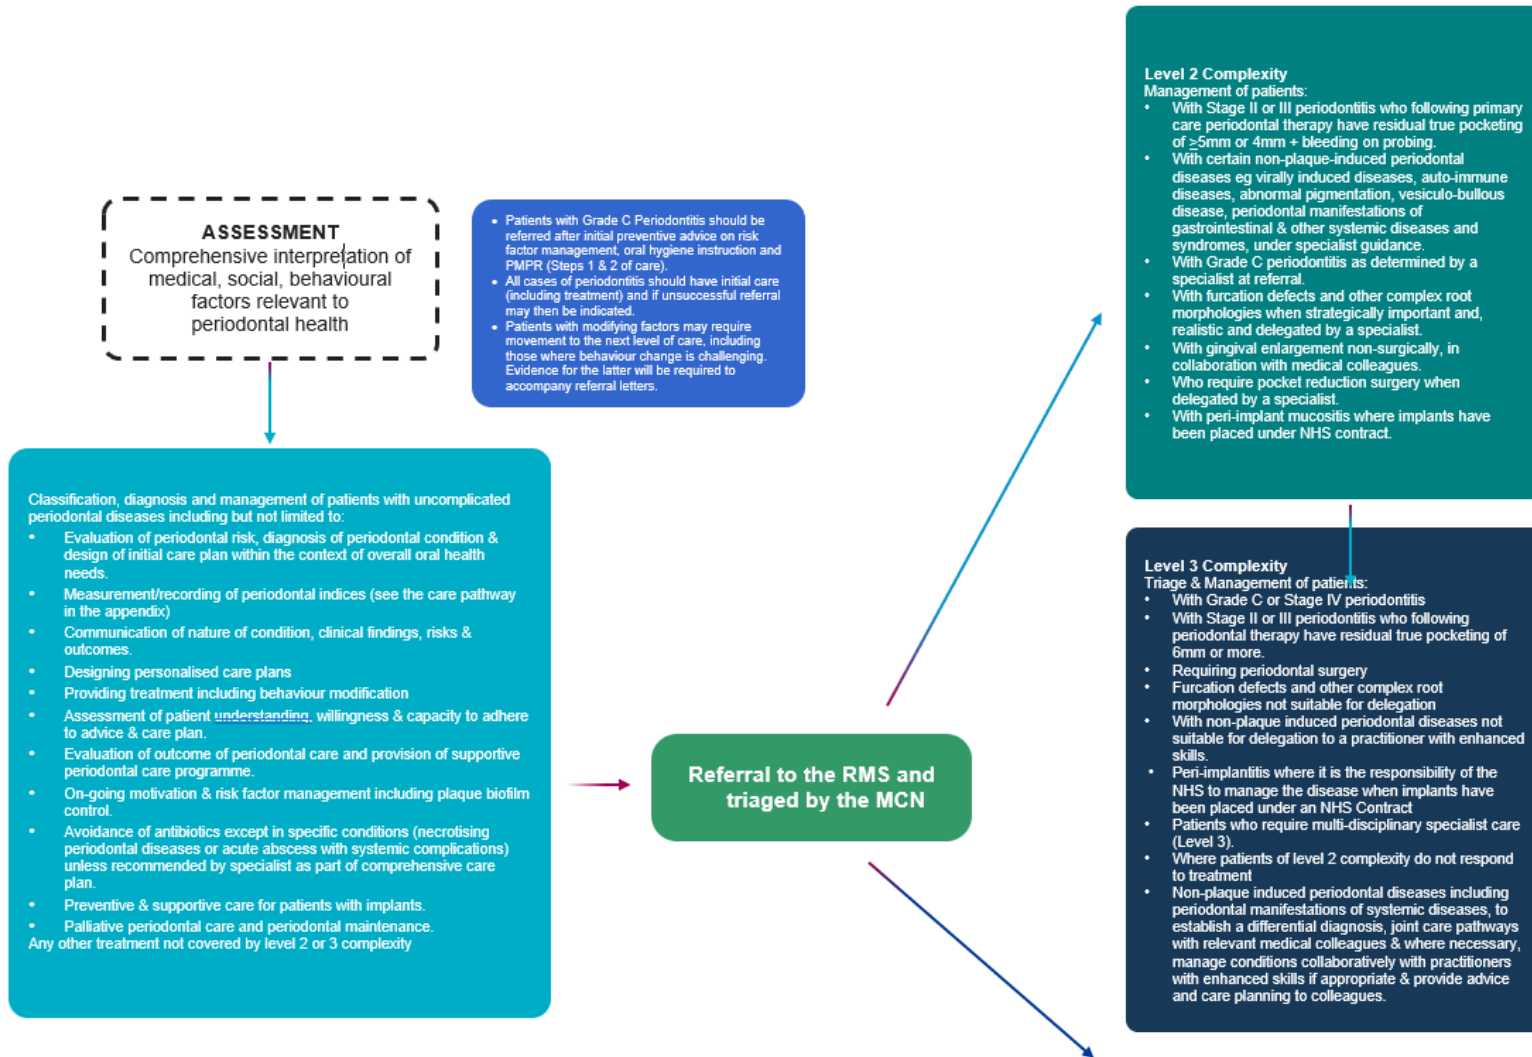 ASSESSMENT
Comprehensive interpretation of
medical, social, behavioural
factors relevant to
periodontal health
• Patients with Grade C Periodontitis should be
referred after initial preventive advice on risk
factor management, oral hygiene instruction and
PMPR (Steps 1 & 2 of care).
• All cases of periodontitis should have initial care
(including treatment) and if unsuccessful referral
may then be indicated.
• Patients with modifying factors may require
movement to the next level of care, including
those where behaviour change is challenging.
Evidence for the latter will be required to
accompany referral letters.
Classification, diagnosis and management of patients with uncomplicated
periodontal diseases including but not limited to:
• Evaluation of periodontal risk, diagnosis of periodontal condition &
design of initial care plan within the context of overall oral health
needs.
• Measurement/recording of periodontal indices (see the care pathway
in the appendix)
• Communication of nature of condition, clinical findings, risks &
outcomes.
• Designing personalised care plans
• Providing treatment including behaviour modification
• Assessment of patient understanding, willingness & capacity to adhere
to advice & care plan.
• Evaluation of outcome of periodontal care and provision of supportive
periodontal care programme.
• On-going motivation & risk factor management including plaque biofilm
control.
• Avoidance of antibiotics except in specific conditions (necrotising
periodontal diseases or acute abscess with systemic complications)
unless recommended by specialist as part of comprehensive care
plan.
• Preventive & supportive care for patients with implants.
• Palliative periodontal care and periodontal maintenance.
Any other treatment not covered by level 2 or 3 complexity
Referral to the RMS and
triaged by the MCN
Level 2 Complexity
Management of patients:
• With Stage II or III periodontitis who following primary
care periodontal therapy have residual true pocketing
of ≥5mm or 4mm + bleeding on probing.
• With certain non-plaque-induced periodontal
diseases eg virally induced diseases, auto-immune
diseases, abnormal pigmentation, vesiculo-bullous
disease, periodontal manifestations of
gastrointestinal & other systemic diseases and
syndromes, under specialist guidance.
• With Grade C periodontitis as determined by a
specialist at referral.
• With furcation defects and other complex root
morphologies when strategically important and,
realistic and delegated by a specialist.
• With gingival enlargement non-surgically, in
collaboration with medical colleagues.
• Who require pocket reduction surgery when
delegated by a specialist.
• With peri-implant mucositis where implants have
been placed under NHS contract.
Level 3 Complexity
Triage & Management of patients:
• With Grade C or Stage IV periodontitis
• With Stage II or III periodontitis who following
periodontal therapy have residual true pocketing of
6mm or more.
• Requiring periodontal surgery
• Furcation defects and other complex root
morphologies not suitable for delegation
• With non-plaque induced periodontal diseases not
suitable for delegation to a practitioner with enhanced
skills.
• Peri-implantitis where it is the responsibility of the
NHS to manage the disease when implants have
been placed under an NHS Contract
• Patients who require multi-disciplinary specialist care
(Level 3).
• Where patients of level 2 complexity do not respond
to treatment
• Non-plaque induced periodontal diseases including
periodontal manifestations of systemic diseases, to
establish a differential diagnosis, joint care pathways
with relevant medical colleagues & where necessary,
manage conditions collaboratively with practitioners
with enhanced skills if appropriate & provide advice
and care planning to colleagues.